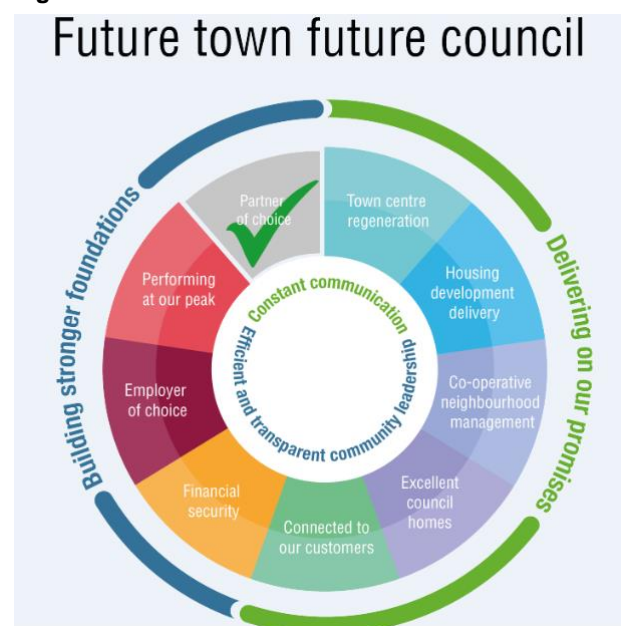 Future town future council
Building stronger foundations
Delivering on our promises
Partner
of choice
Town centre
regeneration
Housing
development
delivery
Co-operative
neighbourhood
management
Excellent
council
homes
Connected to
our customers
Financial
security
Employer
of choice
Performing
at our peak
Constant communication
Efficient and transparent community leadership